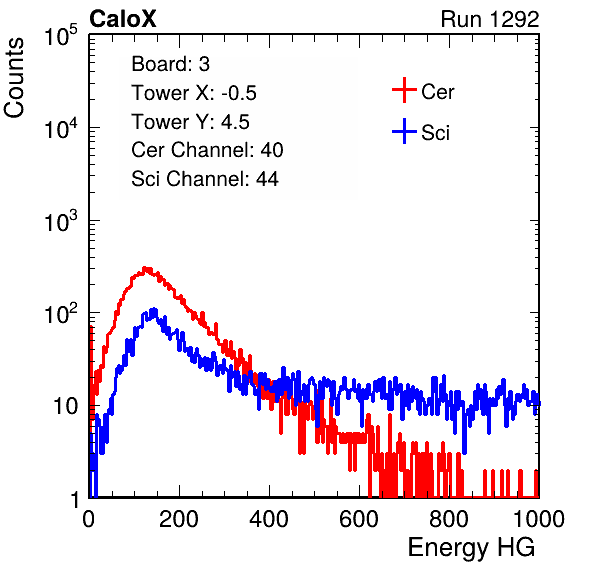 CaloX Run 1292
Counts
Board: 3
Tower X: -0.5
Tower Y: 4.5
Cer Channel: 40
Sci Channel: 44
Cer
Sci
10^5
10^4
10^3
10^2
10
1
0 200 400 600 800 1000
Energy HG